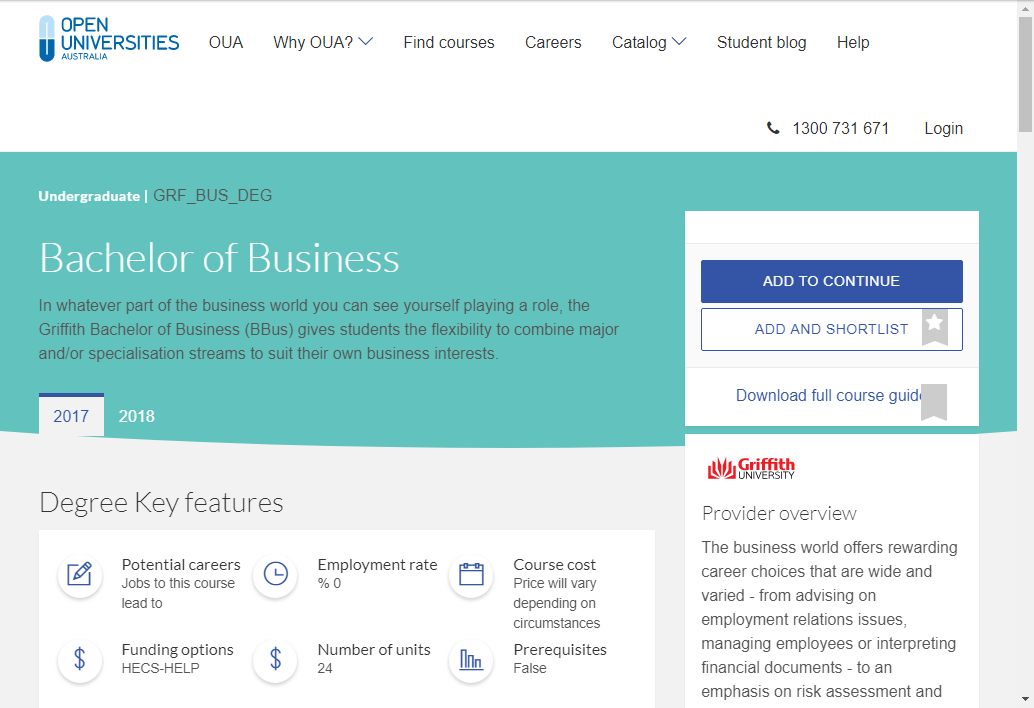 OPEN
UNIVERSITIES
AUSTRALIA
OUA
Why OUA?
Find courses
Careers
Catalog
Student blog
Help
1300 731 671
Login
Undergraduate | GRF_BUS_DEG
Bachelor of Business
In whatever part of the business world you can see yourself playing a role, the
Griffith Bachelor of Business (BBus) gives students the flexibility to combine major
and/or specialisation streams to suit their own business interests.
2017
2018
ADD TO CONTINUE
ADD AND SHORTLIST
Download full course guide
Degree Key features
Potential careers
Jobs to this course
lead to
Employment rate
% 0
Course cost
Price will vary
depending on
circumstances
Funding options
HECS-HELP
Number of units
24
Prerequisites
False
Griffith
UNIVERSITY
Provider overview
The business world offers rewarding
career choices that are wide and
varied - from advising on
employment relations issues,
managing employees or interpreting
financial documents - to an
emphasis on risk assessment and